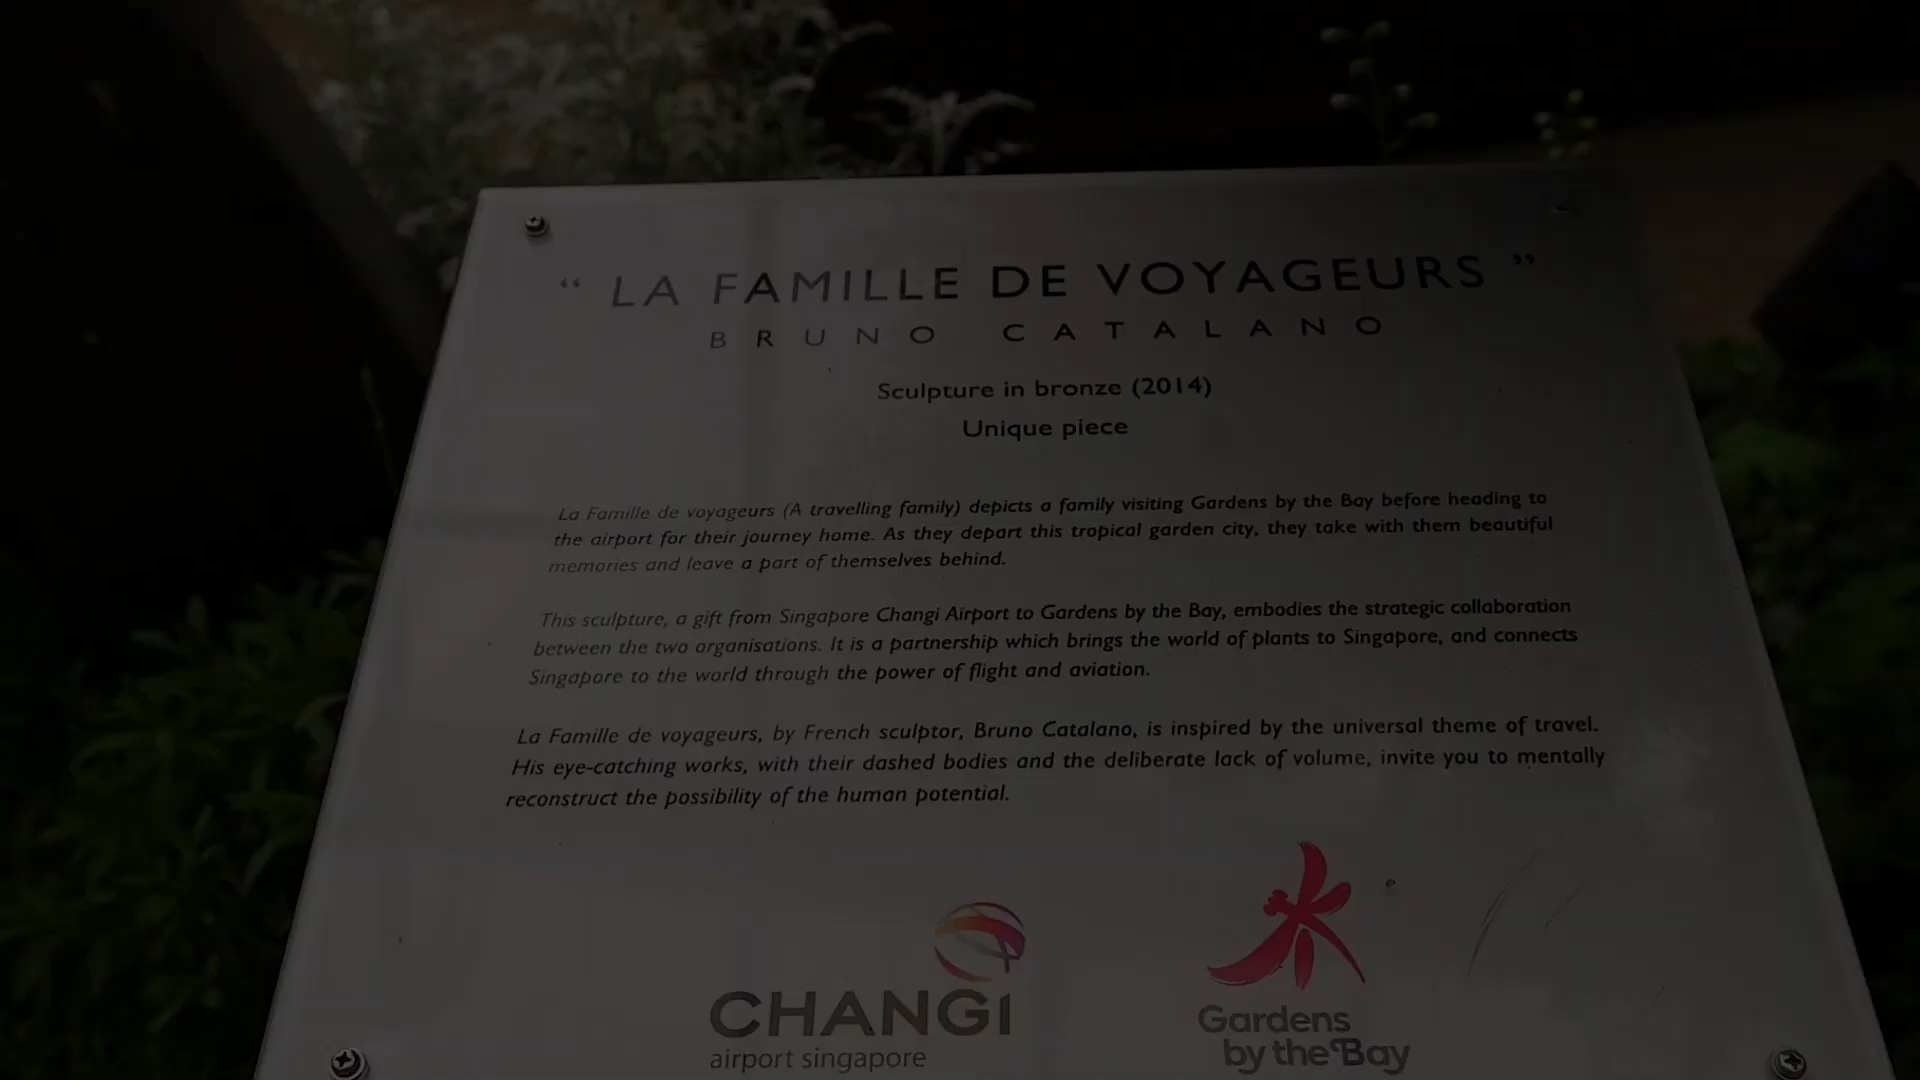 “ LA FAMILLE DE VOYAGEURS ”
BRUNO CATALANO
Sculpture in bronze (2014)
Unique piece
La Famille de voyageurs (A travelling family) depicts a family visiting Gardens by the Bay before heading to
the airport for their journey home. As they depart this tropical garden city, they take with them beautiful
memories and leave a part of themselves behind.
This sculpture, a gift from Singapore Changi Airport to Gardens by the Bay, embodies the strategic collaboration
between the two organisations. It is a partnership which brings the world of plants to Singapore, and connects
Singapore to the world through the power of flight and aviation.
La Famille de voyageurs, by French sculptor, Bruno Catalano, is inspired by the universal theme of travel.
His eye-catching works, with their dashed bodies and the deliberate lack of volume, invite you to mentally
reconstruct the possibility of the human potential.
CHANGI
airport singapore
Gardens
by the Bay